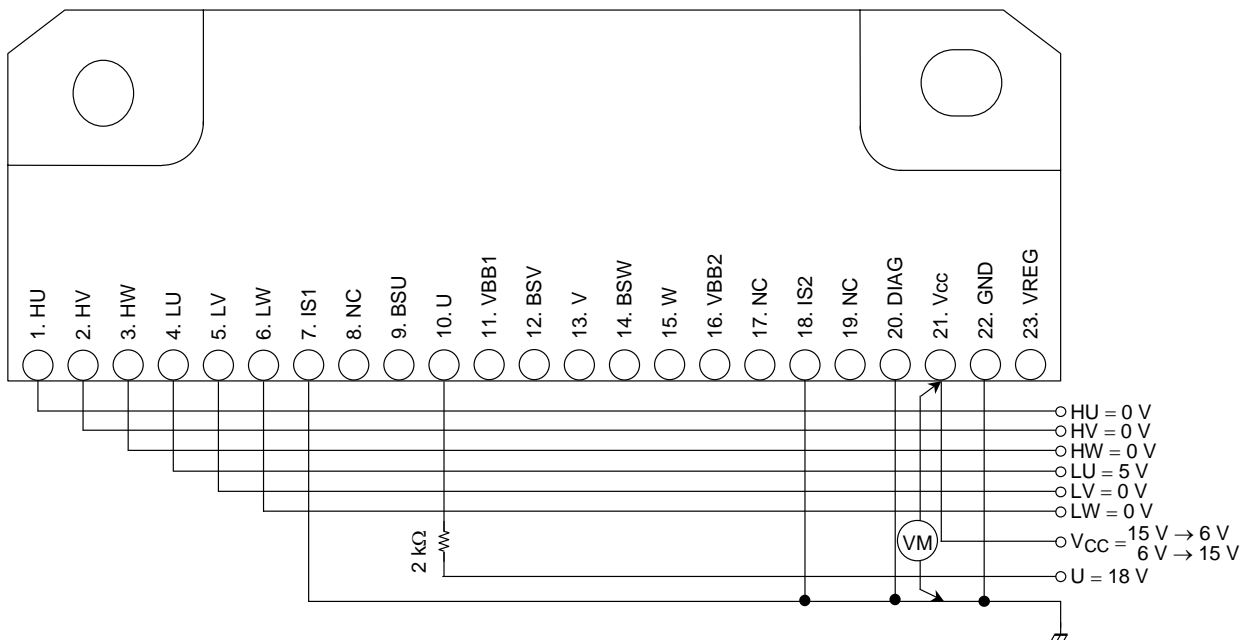 1. HU
2. HV
3. HW
4. LU
5. LV
6. LW
7. IS1
8. NC
9. BSU
10. U
11. VBB1
12. BSV
13. V
14. BSW
15. W
16. VBB2
17. NC
18. IS2
19. NC
20. DIAG
21. Vcc
22. GND
23. VREG
HU = 0 V
HV = 0 V
HW = 0 V
LU = 5 V
LV = 0 V
LW = 0 V
2 kΩ
VM
VCC = 15 V → 6 V
6 V → 15 V
U = 18 V